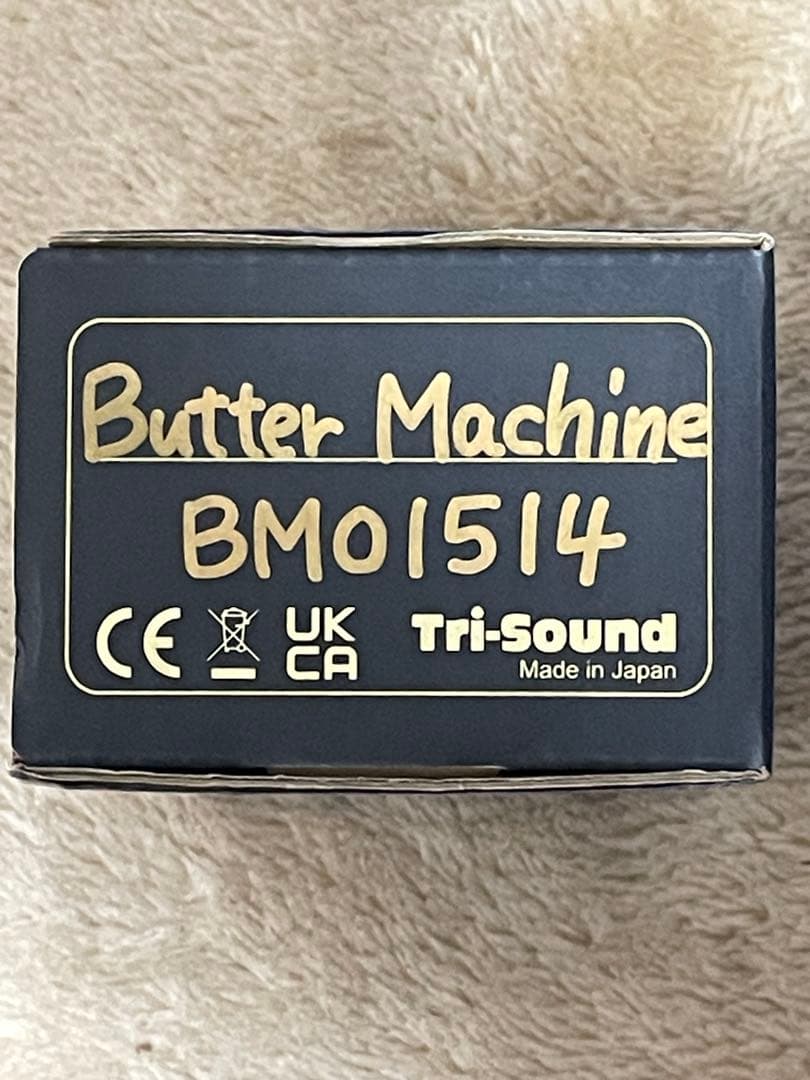 Butter Machine
BM01514
CE UK CA Tri-Sound
Made in Japan